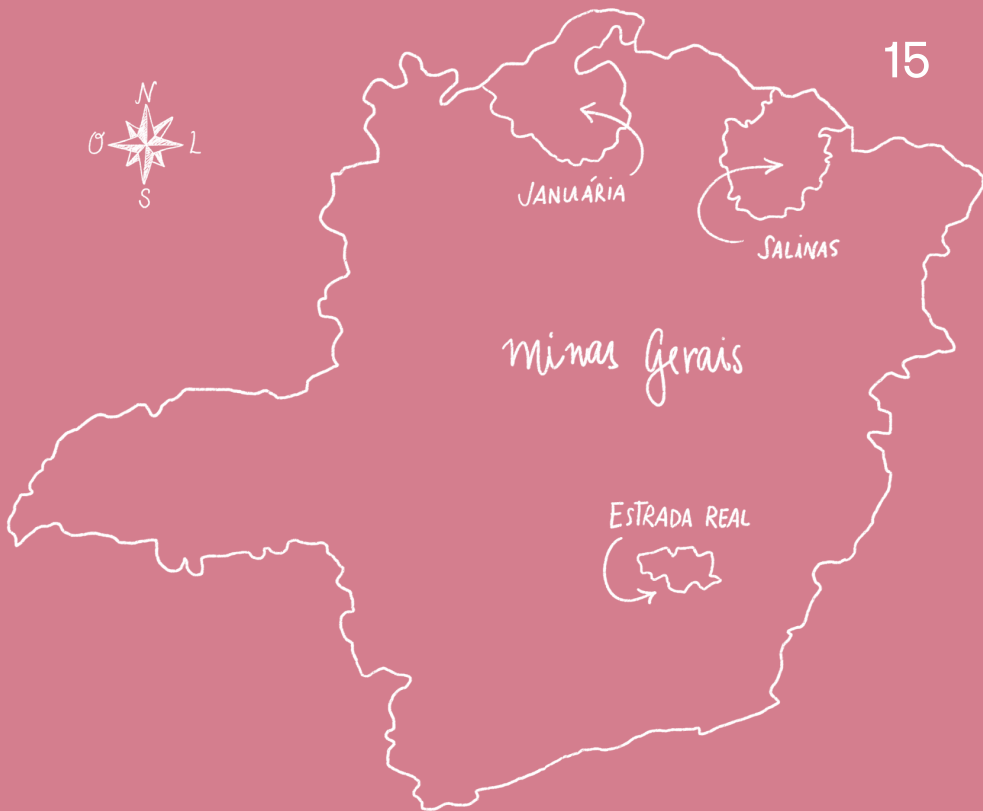 15
N
O L
S
JANUÁRIA
SALINAS
Minas Gerais
ESTRADA REAL